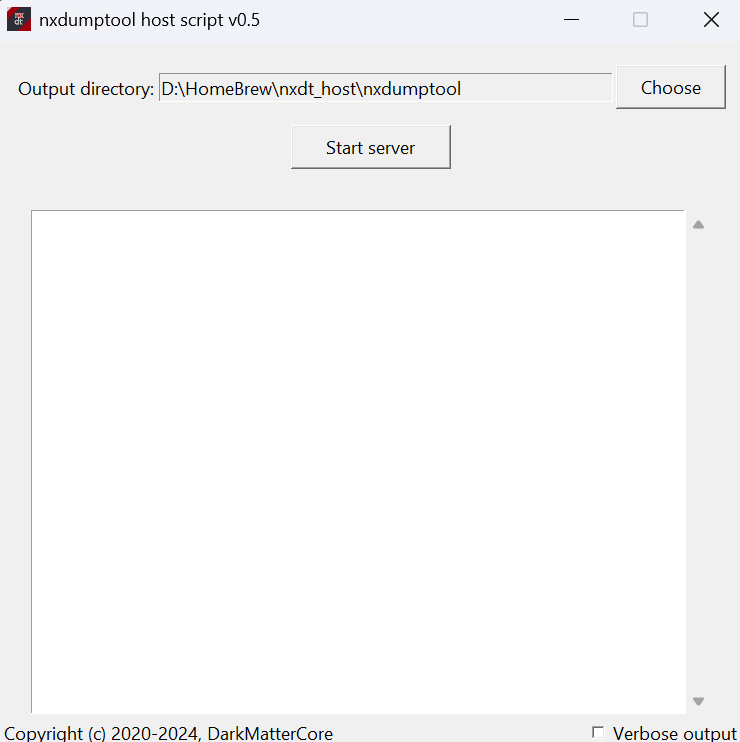 nxdt
nxdumptool host script v0.5
Output directory: D:\HomeBrew\nxdt_host\nxdumptool Choose
Start server
Copyright (c) 2020-2024, DarkMatterCore Verbose output